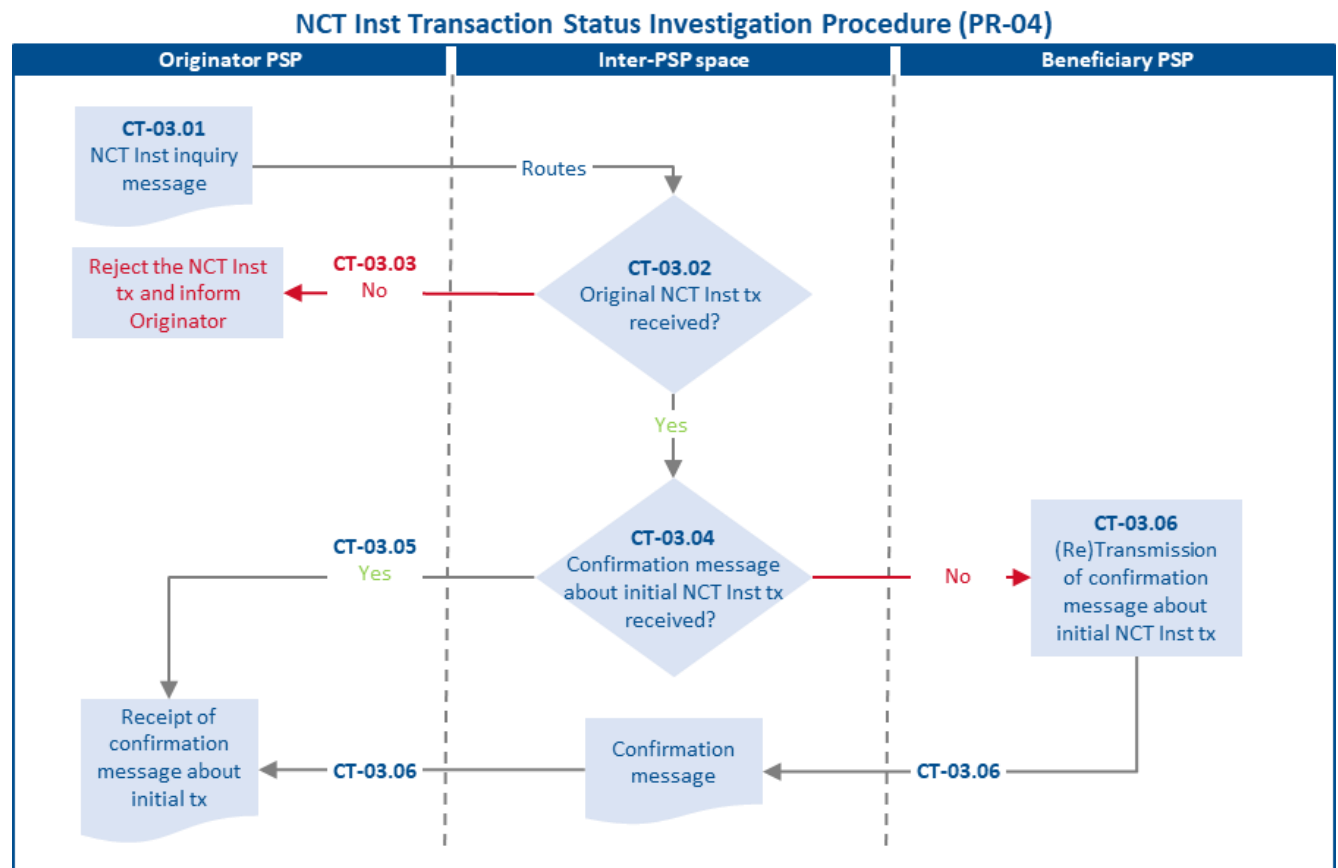 NCT Inst Transaction Status Investigation Procedure (PR-04)
Originator PSP
Inter-PSP space
Beneficiary PSP
CT-03.01
NCT Inst inquiry
message
Routes
CT-03.02
Original NCT Inst tx
received?
CT-03.03
No
Reject the NCT Inst
tx and inform
Originator
Yes
CT-03.04
Confirmation message
about initial NCT Inst tx
received?
CT-03.05
Yes
No
CT-03.06
(Re)Transmission
of confirmation
message about
initial NCT Inst tx
Receipt of
confirmation
message about
initial tx
CT-03.06
Confirmation
message
CT-03.06